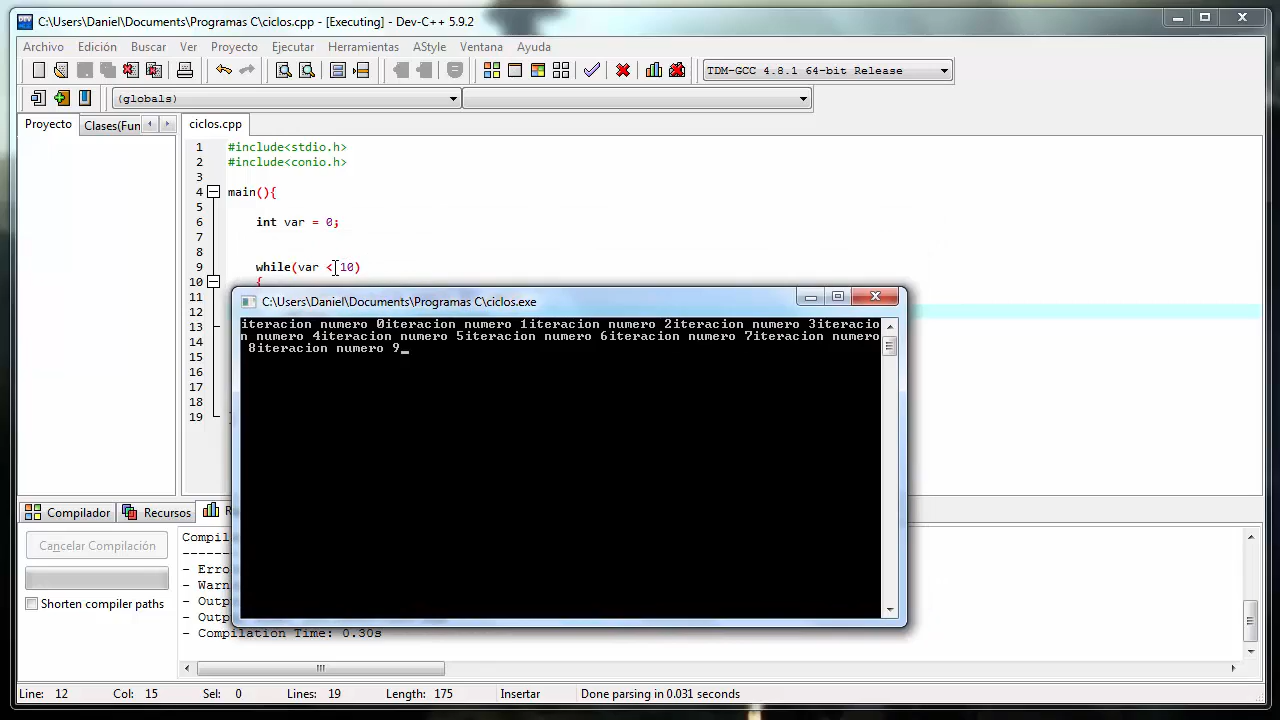 C:\Users\Daniel\Documents\Programas C\ciclos.cpp - [Executing] - Dev-C++ 5.9.2
Archivo Edición Buscar Ver Proyecto Ejecutar Herramientas AStyle Ventana Ayuda
TDM-GCC 4.8.1 64-bit Release
(globals)
Proyecto Clases(Fun ciclos.cpp
1 #include<stdio.h>
2 #include<conio.h>
3
4 main(){
5
6 int var = 0;
7
8
9 while(var < 10)
10 {
11
12
13
14
15
16
17
18
19
C:\Users\Daniel\Documents\Programas C\ciclos.exe
iteracion numero 0iteracion numero 1iteracion numero 2iteracion numero 3iteracio
n numero 4iteracion numero 5iteracion numero 6iteracion numero 7iteracion numero
8iteracion numero 9_
Compilador Recursos
Cancelar Compilación
Shorten compiler paths
Compil
--------
- Erro
- Warn
- Outp
- Outp
- Compilation Time: 0.30s
Line: 12 Col: 15 Sel: 0 Lines: 19 Length: 175 Insertar Done parsing in 0.031 seconds